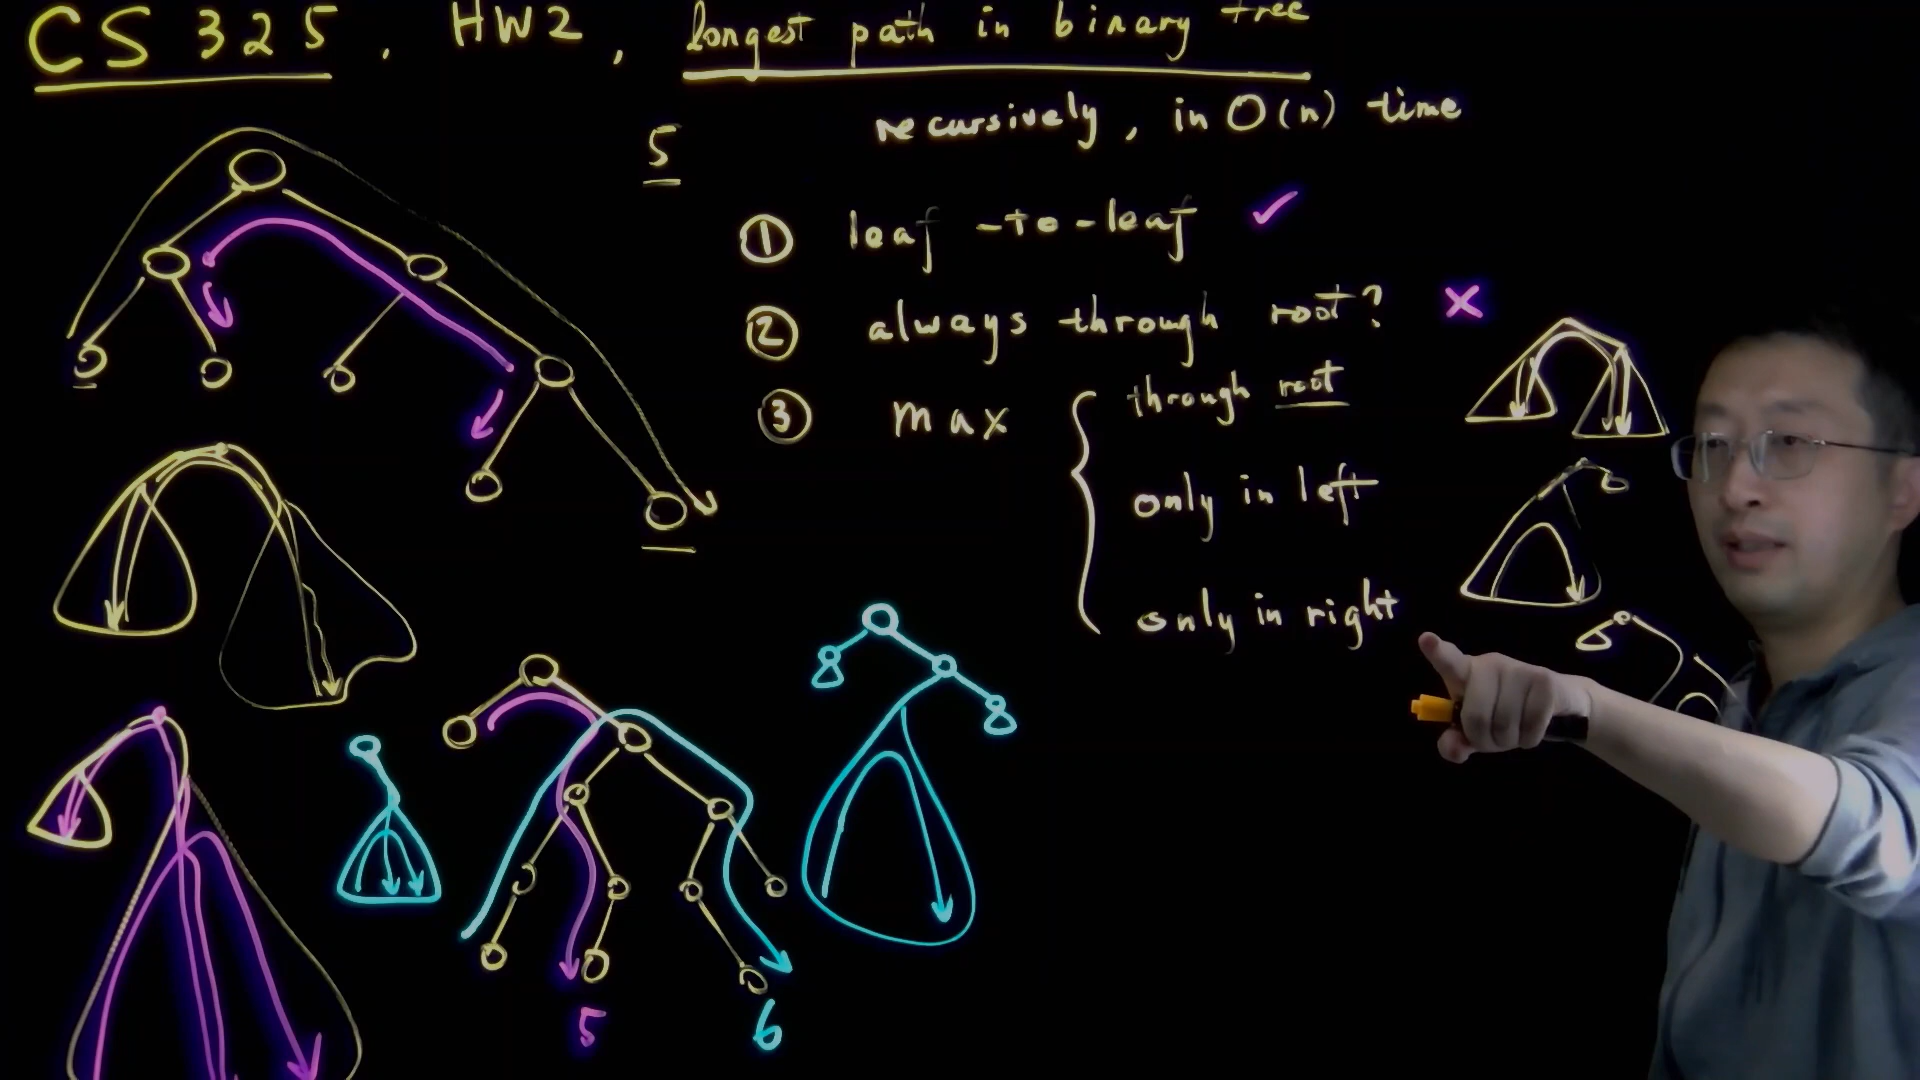 CS 325, HW2, longest path in binary tree
recursively, in O(n) time
5
① leaf-to-leaf ✓
② always through root? ×
③ max { through root
only in left
only in right
5
6